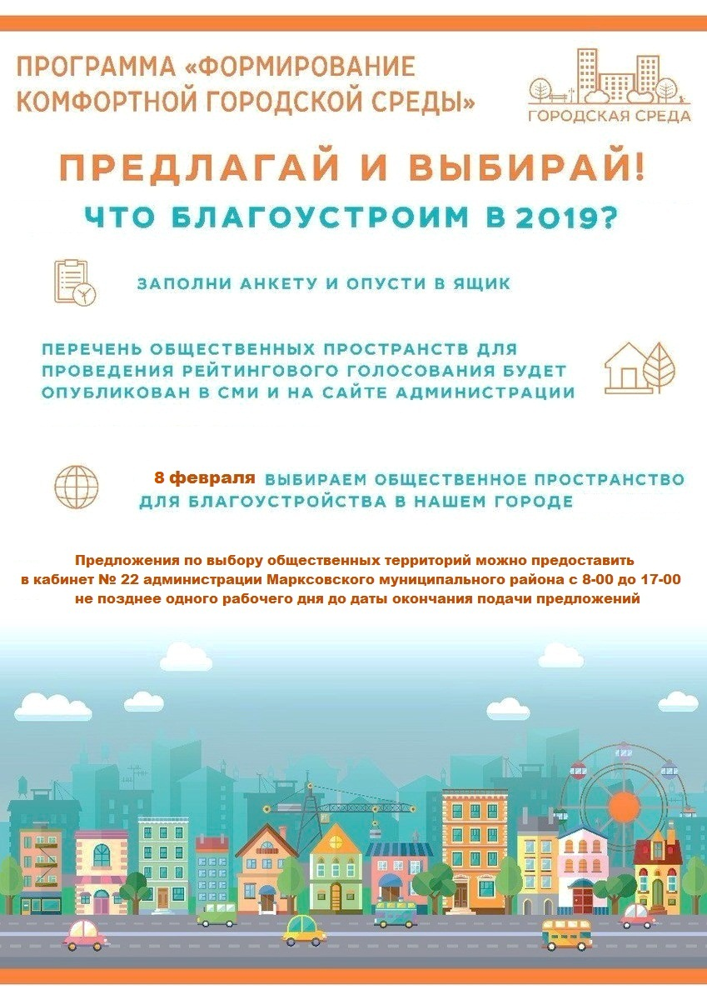 ПРОГРАММА «ФОРМИРОВАНИЕ
КОМФОРТНОЙ ГОРОДСКОЙ СРЕДЫ»
ГОРОДСКАЯ СРЕДА
ПРЕДЛАГАЙ И ВЫБИРАЙ!
ЧТО БЛАГОУСТРОИМ В 2019?
ЗАПОЛНИ АНКЕТУ И ОПУСТИ В ЯЩИК
ПЕРЕЧЕНЬ ОБЩЕСТВЕННЫХ ПРОСТРАНСТВ ДЛЯ
ПРОВЕДЕНИЯ РЕЙТИНГОВОГО ГОЛОСОВАНИЯ БУДЕТ
ОПУБЛИКОВАН В СМИ И НА САЙТЕ АДМИНИСТРАЦИИ
8 февраля ВЫБИРАЕМ ОБЩЕСТВЕННОЕ ПРОСТРАНСТВО
ДЛЯ БЛАГОУСТРОЙСТВА В НАШЕМ ГОРОДЕ
Предложения по выбору общественных территорий можно предоставить
в кабинет № 22 администрации Марксовского муниципального района с 8-00 до 17-00
не позднее одного рабочего дня до даты окончания подачи предложений